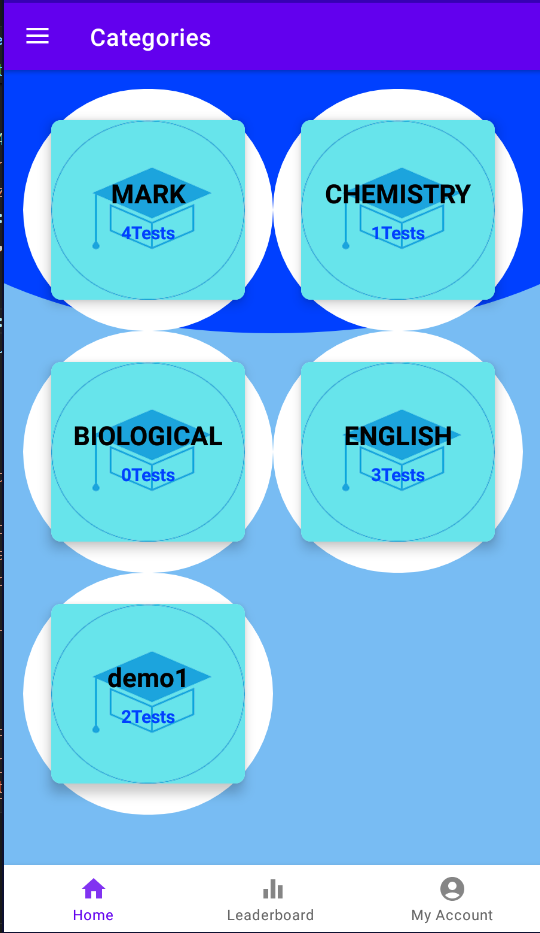 Categories
MARK
4Tests
CHEMISTRY
1Tests
BIOLOGICAL
0Tests
ENGLISH
3Tests
demo1
2Tests
Home
Leaderboard
My Account